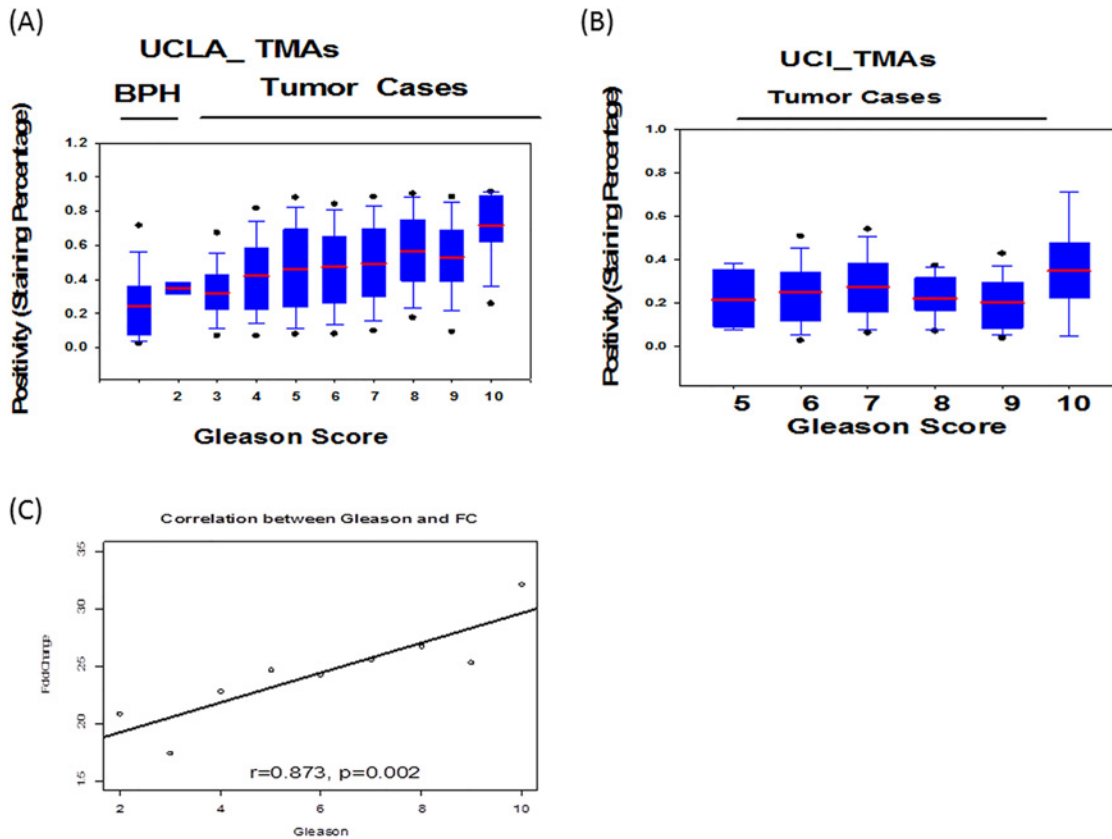 (A)
UCLA_ TMAs
BPH Tumor Cases
Positivity (Staining Percentage)
1.2
1.0
0.8
0.6
0.4
0.2
0.0
2 3 4 5 6 7 8 9 10
Gleason Score
(B)
UCI_TMAs
Tumor Cases
Positivity (Staining Percentage)
1.0
0.8
0.6
0.4
0.2
0.0
5 6 7 8 9 10
Gleason Score
(C)
Correlation between Gleason and FC
Fold Change
35
30
25
20
15
r=0.873, p=0.002
2 4 6 8 10
Gleason